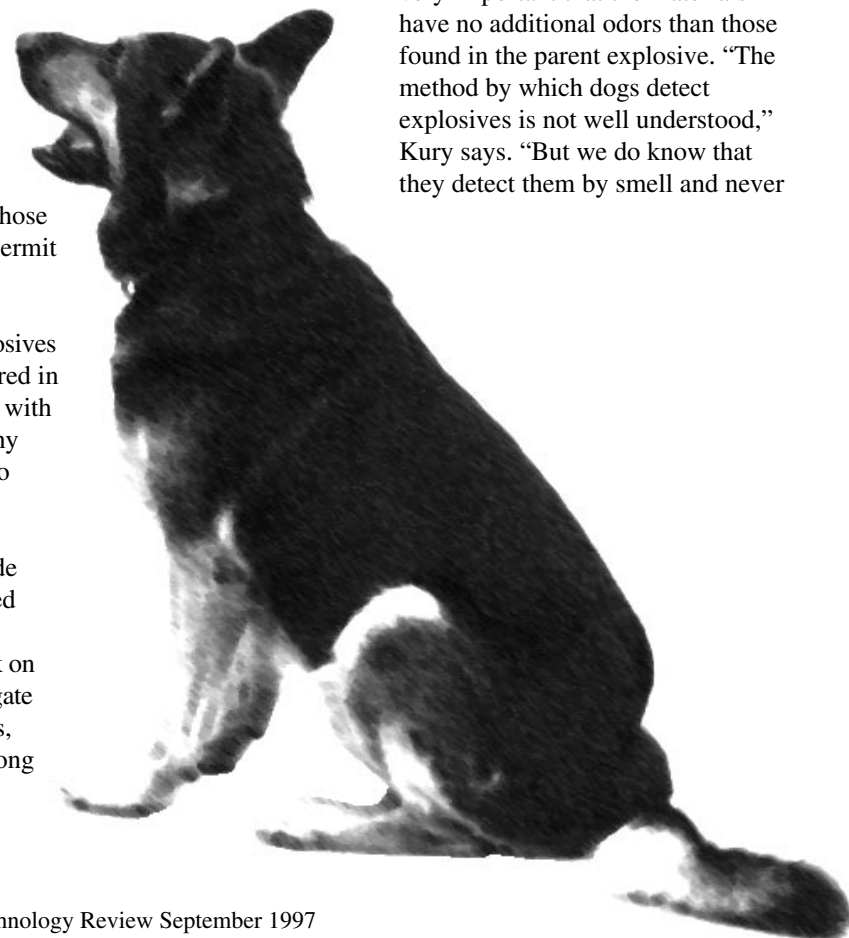 have no additional odors than those
found in the parent explosive. “The
method by which dogs detect
explosives is not well understood,”
Kury says. “But we do know that
they detect them by smell and never
hose
ermit
osives
red in
with
ny
o
de
ed
on
gate
s,
ong
hnology Review September 1997